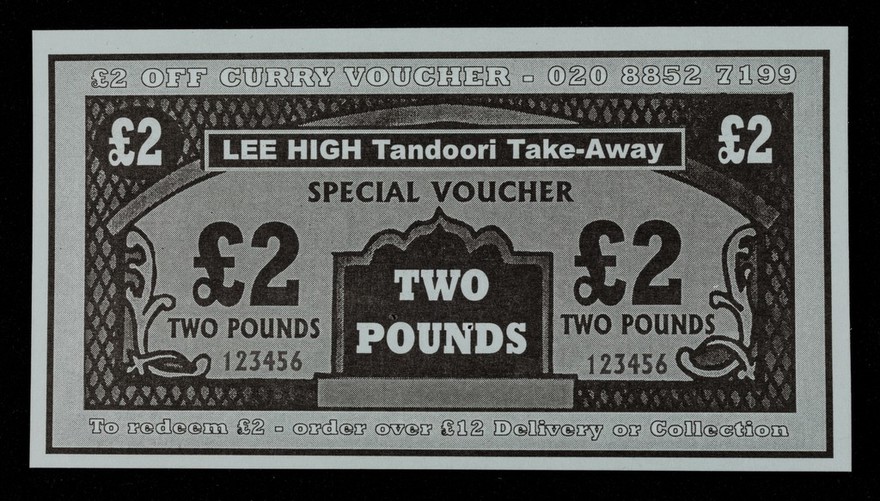 £2 OFF CURRY VOUCHER - 020 8852 7199
£2
£2
LEE HIGH Tandoori Take-Away
SPECIAL VOUCHER
£2
£2
TWO
POUNDS
TWO POUNDS
TWO POUNDS
123456
123456
To redeem £2 - order over £12 Delivery or Collection